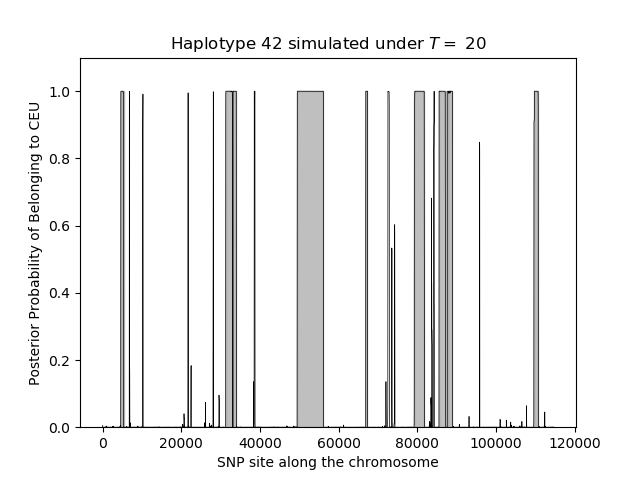 Haplotype 42 simulated under T = 20
Posterior Probability of Belonging to CEU
1.0
0.8
0.6
0.4
0.2
0.0
0 20000 40000 60000 80000 100000 120000
SNP site along the chromosome